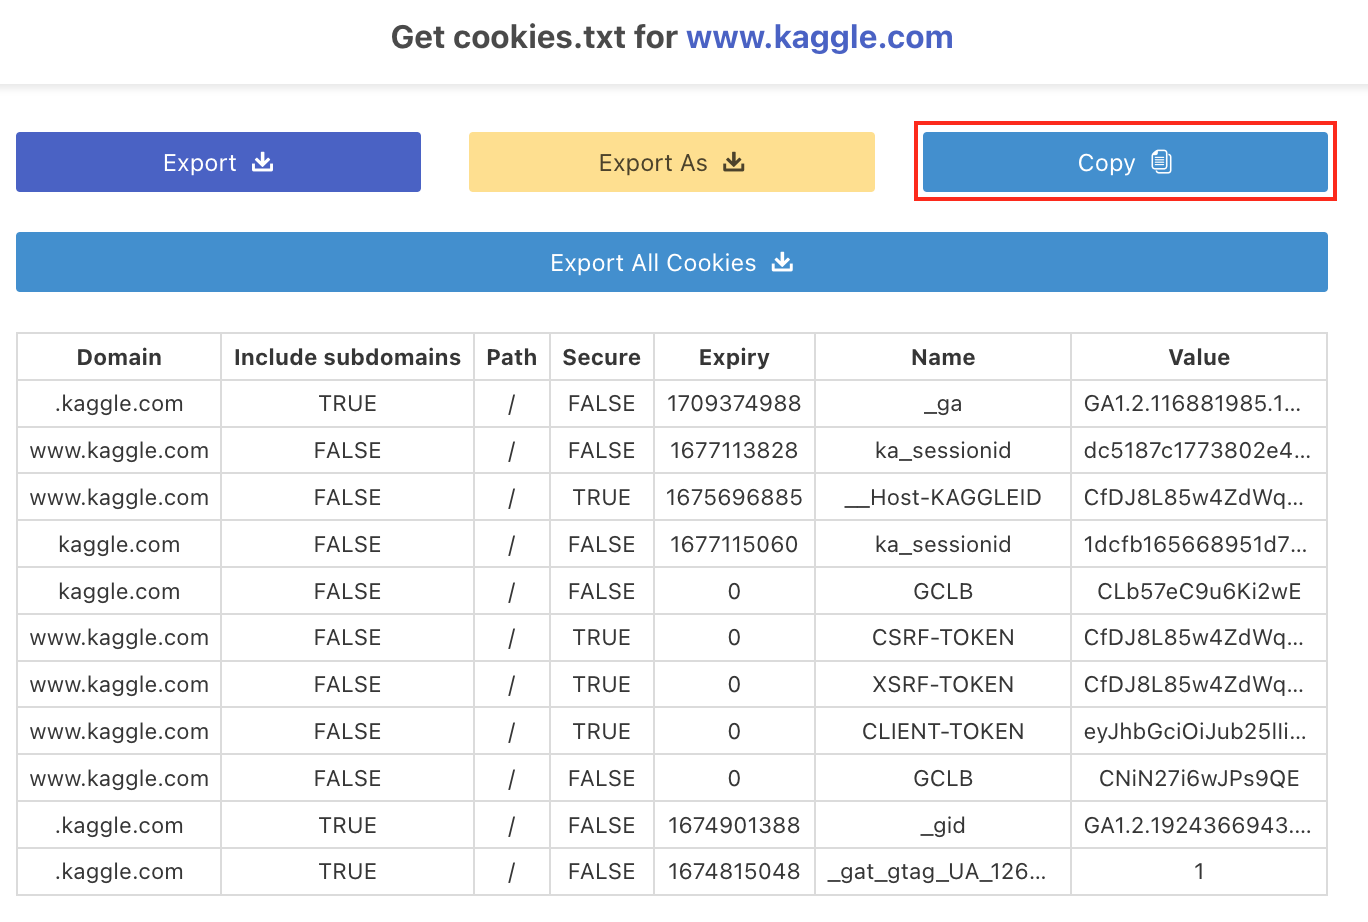 Get cookies.txt for www.kaggle.com
Export
Export As
Copy
Export All Cookies
Domain Include subdomains Path Secure Expiry Name Value
.kaggle.com TRUE / FALSE 1709374988 _ga GA1.2.116881985.1...
www.kaggle.com FALSE / FALSE 1677113828 ka_sessionid dc5187c1773802e4...
www.kaggle.com FALSE / TRUE 1675696885 __Host-KAGGLEID CfDJ8L85w4ZdWq...
kaggle.com FALSE / FALSE 1677115060 ka_sessionid 1dcfb165668951d7...
kaggle.com FALSE / FALSE 0 GCLB CLb57eC9u6Ki2wE
www.kaggle.com FALSE / TRUE 0 CSRF-TOKEN CfDJ8L85w4ZdWq...
www.kaggle.com FALSE / TRUE 0 XSRF-TOKEN CfDJ8L85w4ZdWq...
www.kaggle.com FALSE / TRUE 0 CLIENT-TOKEN eyJhbGciOiJub25lIi...
www.kaggle.com FALSE / FALSE 0 GCLB CNiN27i6wJPs9QE
.kaggle.com TRUE / FALSE 1674901388 _gid GA1.2.1924366943....
.kaggle.com TRUE / FALSE 1674815048 _gat_gtag_UA_126... 1